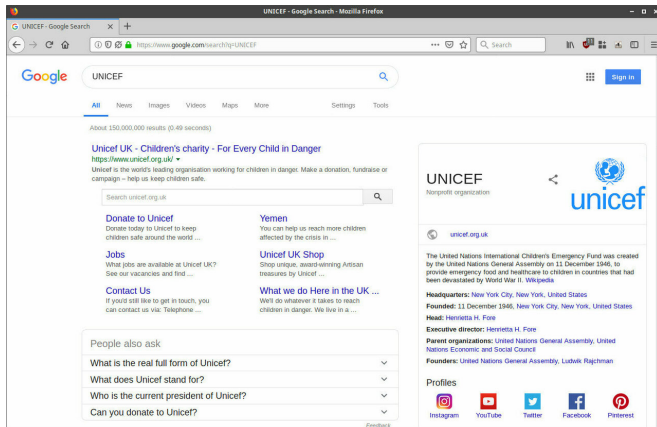 UNICEF - Google Search - Mozilla Firefox
UNICEF - Google Search
https://www.google.com/search?q=UNICEF
Search
Google
UNICEF
Sign in
All News Images Videos Maps More Settings Tools
About 150,000,000 results (0.49 seconds)
Unicef UK - Children's charity - For Every Child in Danger
https://www.unicef.org.uk/
Unicef is the world's leading organisation working for children in danger. Make a donation, fundraise or
campaign – help us keep children safe.
Search unicef.org.uk
Donate to Unicef
Donate today to Unicef to keep
children safe around the world ...
Yemen
You can help us reach more children
affected by the crisis in ...
Jobs
What jobs are available at Unicef UK?
See our vacancies and find ...
Unicef UK Shop
Shop unique, award-winning Artisan
treasures by Unicef ...
Contact Us
If you'd still like to get in touch, you
can contact us via: Telephone ...
What we do Here in the UK ...
We'll do whatever it takes to reach
children in danger. We live in a ...
People also ask
What is the real full form of Unicef?
What does Unicef stand for?
Who is the current president of Unicef?
Can you donate to Unicef?
Feedback
UNICEF
Nonprofit organization
unicef
unicef.org.uk
The United Nations International Children's Emergency Fund was created
by the United Nations General Assembly on 11 December 1946, to
provide emergency food and healthcare to children in countries that had
been devastated by World War II. Wikipedia
Headquarters: New York City, New York, United States
Founded: 11 December 1946, New York City, New York, United States
Head: Henrietta H. Fore
Executive director: Henrietta H. Fore
Parent organizations: United Nations General Assembly, United
Nations Economic and Social Council
Founders: United Nations General Assembly, Ludwik Rajchman
Profiles
Instagram YouTube Twitter Facebook Pinterest